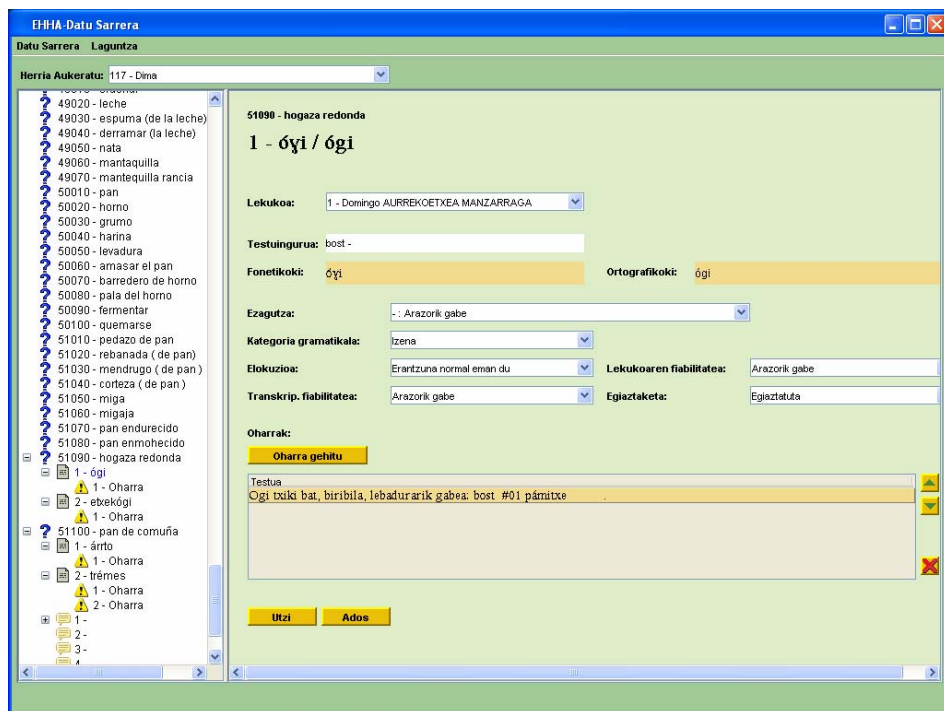 EHHA-Datu Sarrera
Datu Sarrera Laguntza
Herria Aukeratu: 117 - Dima
49020 - leche
49030 - espuma (de la leche)
49040 - derramar (la leche)
49050 - nata
49060 - mantaquilla
49070 - mantequilla rancia
50010 - pan
50020 - horno
50030 - grumo
50040 - harina
50050 - levadura
50060 - amasar el pan
50070 - barredero de horno
50080 - pala del horno
50090 - fermentar
50100 - quemarse
51010 - pedazo de pan
51020 - rebanada ( de pan)
51030 - mendrugo ( de pan )
51040 - corteza ( de pan )
51050 - miga
51060 - migaja
51070 - pan endurecido
51080 - pan enmohecido
51090 - hogaza redonda
1 - ógi
1 - Oharra
2 - etxekógi
1 - Oharra
51100 - pan de comuña
1 - árrto
1 - Oharra
2 - trémes
1 - Oharra
2 - Oharra
1 -
2 -
3 -
51090 - hogaza redonda
1 - óɣi / ógi
Lekukoa: 1 - Domingo AURREKOETXEA MANZARRAGA
Testuingurua: bost -
Fonetikoki: óɣi Ortografikoki: ógi
Ezagutza: - : Arazorik gabe
Kategoria gramatikala: Izena
Elokuzioa: Erantzuna normal eman du Lekukoaren fiabilitatea: Arazorik gabe
Transkrip. fiabilitatea: Arazorik gabe Egiaztaketa: Egiaztatuta
Oharrak:
Oharra gehitu
Testua
Ogi txiki bat, biribila, lebadurarik gabea: bost #01 pámitxe .
Utzi Ados